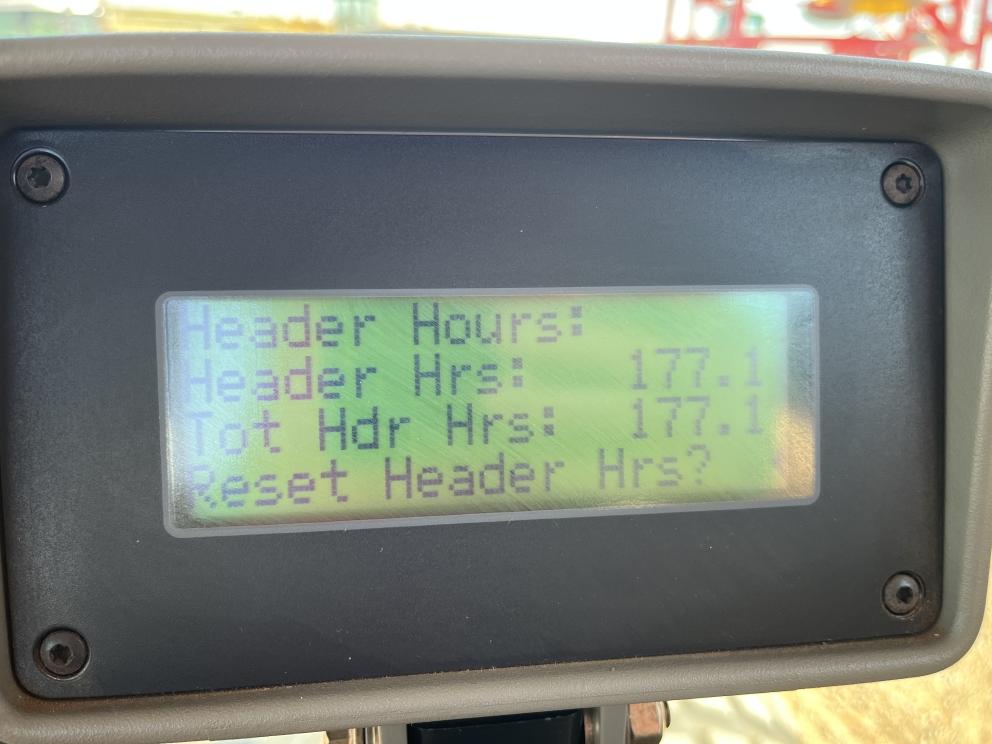 Header Hours:
Header Hrs: 177.1
Tot Hdr Hrs: 177.1
Reset Header Hrs?